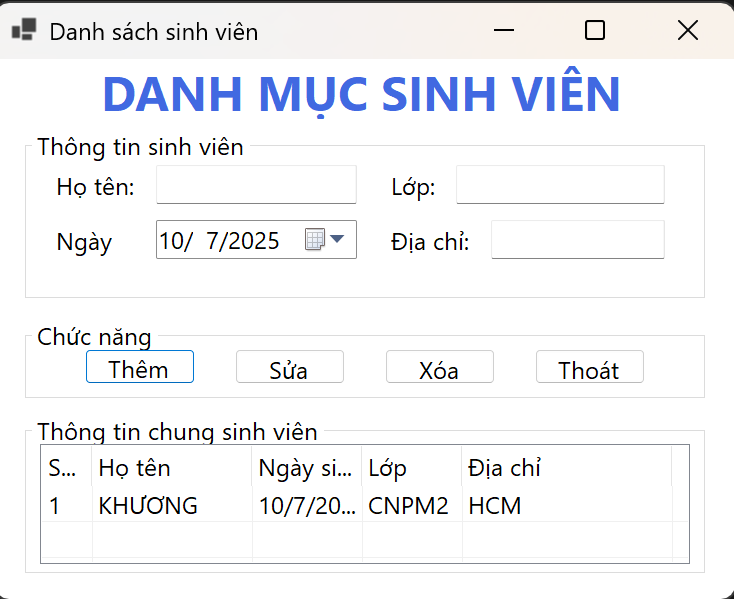 Danh sách sinh viên
DANH MỤC SINH VIÊN
Thông tin sinh viên
Họ tên: Lớp:
Ngày 10/ 7/2025 Địa chỉ:
Chức năng
Thêm Sửa Xóa Thoát
Thông tin chung sinh viên
S... Họ tên Ngày si... Lớp Địa chỉ
1 KHƯƠNG 10/7/20... CNPM2 HCM